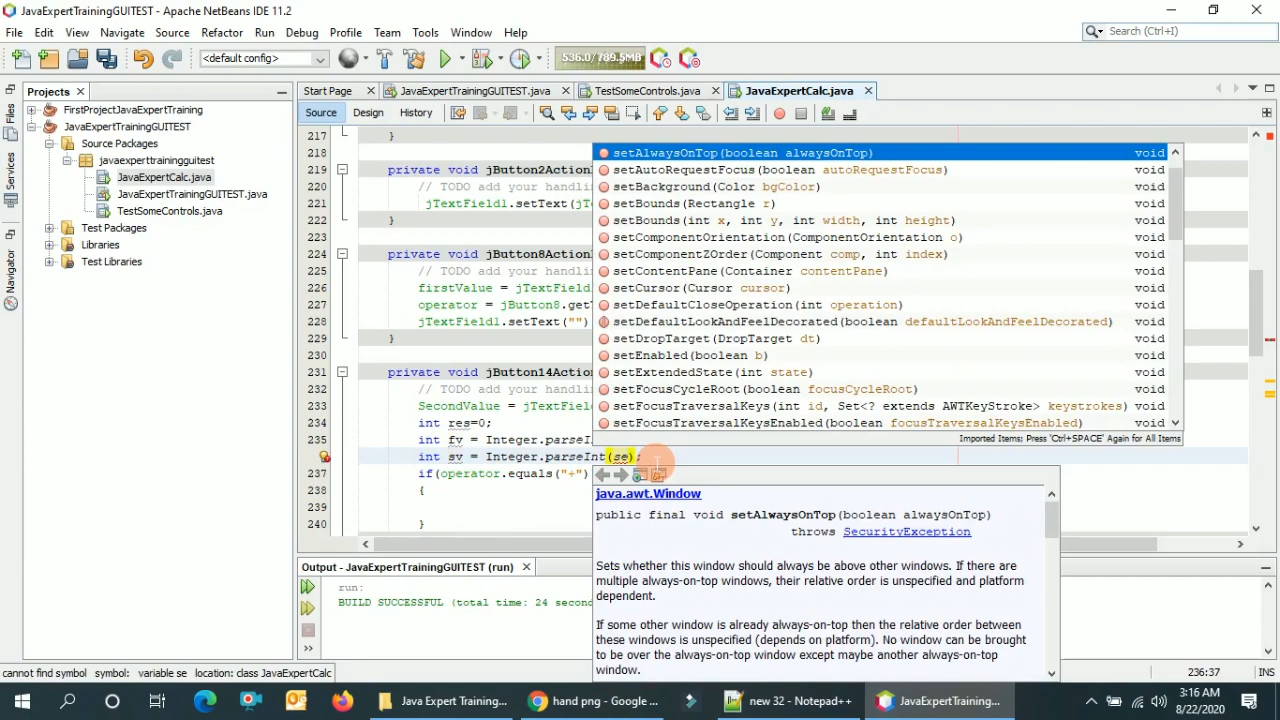 JavaExpertTrainingGUITEST - Apache NetBeans IDE 11.2
File Edit View Navigate Source Refactor Run Debug Profile Team Tools Window Help
Search (Ctrl+I)
<default config>
536.0/789.5MB
Projects
Start Page
JavaExpertTrainingGUITEST.java
TestSomeControls.java
JavaExpertCalc.java
Files
Services
Navigator
FirstProjectJavaExpertTraining
JavaExpertTrainingGUITEST
Source Packages
javaexperttrainingguitest
JavaExpertCalc.java
JavaExpertTrainingGUITEST.java
TestSomeControls.java
Test Packages
Libraries
Test Libraries
Source Design History
217 }
218
219 private void jButton2Action
220 // TODO add your handlin
221 jTextField1.setText(jT
222 }
223
224 private void jButton8Action
225 // TODO add your handlin
226 firstValue = jTextField
227 operator = jButton8.getT
228 jTextField1.setText("")
229 }
230
231 private void jButton14Action
232 // TODO add your handlin
233 SecondValue = jTextField
234 int res=0;
235 int fv = Integer.parseI
int sv = Integer.parseInt(se);
237 if(operator.equals("+")
238 {
239
240 }
setAlwaysOnTop(boolean alwaysOnTop) void
setAutoRequestFocus(boolean autoRequestFocus) void
setBackground(Color bgColor) void
setBounds(Rectangle r) void
setBounds(int x, int y, int width, int height) void
setComponentOrientation(ComponentOrientation o) void
setComponentZOrder(Component comp, int index) void
setContentPane(Container contentPane) void
setCursor(Cursor cursor) void
setDefaultCloseOperation(int operation) void
setDefaultLookAndFeelDecorated(boolean defaultLookAndFeelDecorated) void
setDropTarget(DropTarget dt) void
setEnabled(boolean b) void
setExtendedState(int state) void
setFocusCycleRoot(boolean focusCycleRoot) void
setFocusTraversalKeys(int id, Set<? extends AWTKeyStroke> keystrokes) void
setFocusTraversalKeysEnabled(boolean focusTraversalKeysEnabled) void
Imported Items; Press 'Ctrl+SPACE' Again for All Items
java.awt.Window
public final void setAlwaysOnTop(boolean alwaysOnTop)
throws SecurityException
Sets whether this window should always be above other windows. If there are
multiple always-on-top windows, their relative order is unspecified and platform
dependent.
If some other window is already always-on-top then the relative order between
these windows is unspecified (depends on platform). No window can be brought
to be over the always-on-top window except maybe another always-on-top
window.
Output - JavaExpertTrainingGUITEST (run)
run:
BUILD SUCCESSFUL (total time: 24 second
cannot find symbol symbol: variable se location: class JavaExpertCalc
236:37
INS
Java Expert Training...
hand png - Google ...
new 32 - Notepad++
JavaExpertTraining...
3:16 AM
8/22/2020